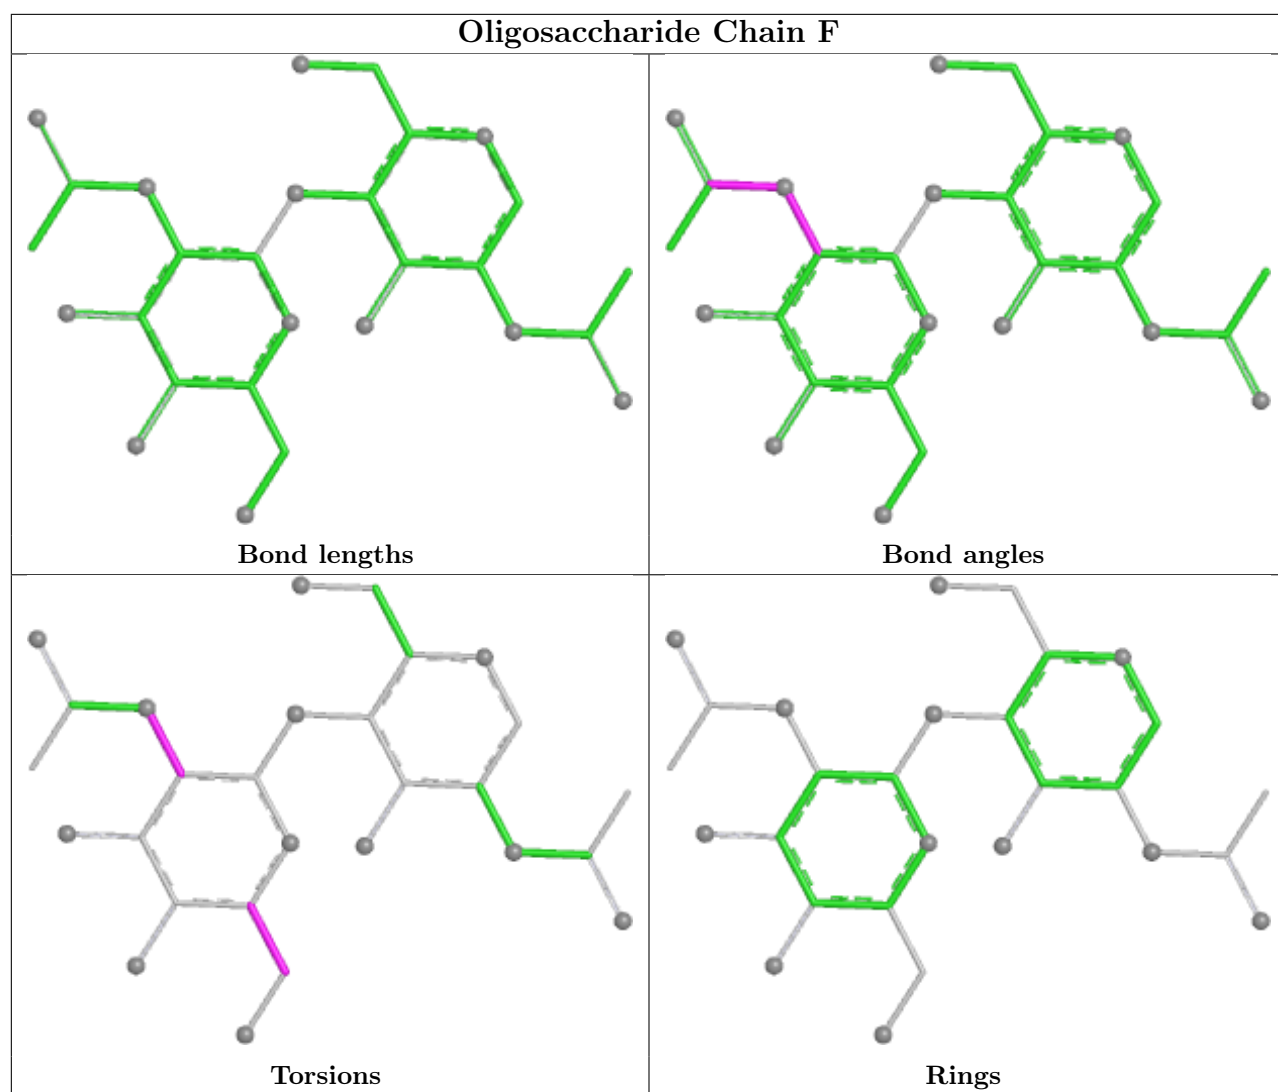 Oligosaccharide Chain F
Bond lengths
Bond angles
Torsions
Rings